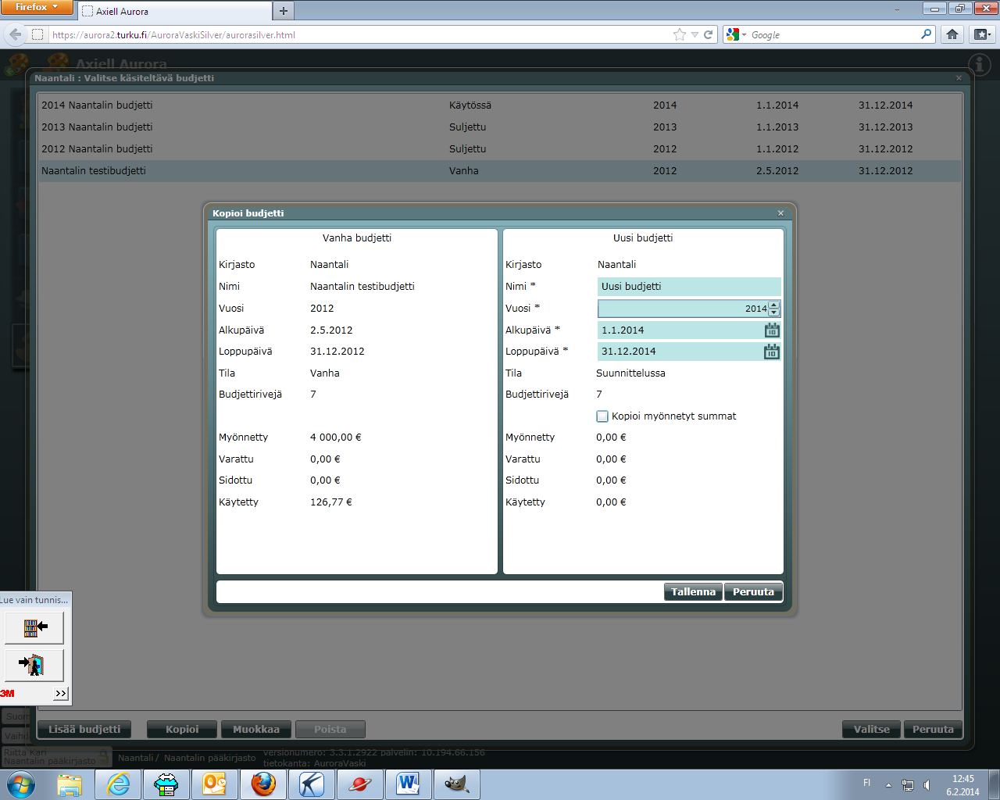 Firefox
Axiell Aurora
https://aurora2.turku.fi/AuroraVaskiSilver/aurorasilver.html
Google
Axiell Aurora
Naantali : Valitse käsiteltävä budjetti
2014 Naantalin budjetti Käytössä 2014 1.1.2014 31.12.2014
2013 Naantalin budjetti Suljettu 2013 1.1.2013 31.12.2013
2012 Naantalin budjetti Suljettu 2012 1.1.2012 31.12.2012
Naantalin testibudjetti Vanha 2012 2.5.2012 31.12.2012
Kopioi budjetti
Vanha budjetti
Kirjasto Naantali
Nimi Naantalin testibudjetti
Vuosi 2012
Alkupäivä 2.5.2012
Loppupäivä 31.12.2012
Tila Vanha
Budjettirivejä 7
Myönnetty 4 000,00 €
Varattu 0,00 €
Sidottu 0,00 €
Käytetty 126,77 €
Uusi budjetti
Kirjasto Naantali
Nimi * Uusi budjetti
Vuosi * 2014
Alkupäivä * 1.1.2014
Loppupäivä * 31.12.2014
Tila Suunnittelussa
Budjettirivejä 7
Kopioi myönnetyt summat
Myönnetty 0,00 €
Varattu 0,00 €
Sidottu 0,00 €
Käytetty 0,00 €
Tallenna Peruuta
Lue vain tunnis...
3M >>
Lisää budjetti Kopioi Muokkaa Poista Valitse Peruuta
Suom
Vaihd
Riitta Kari
Naantalin pääkirjasto
Naantali / Naantalin pääkirjasto
versionumero: 3.3.1.2922 palvelin: 10.194.66.156
tietokanta: AuroraVaski
FI
12:45
6.2.2014